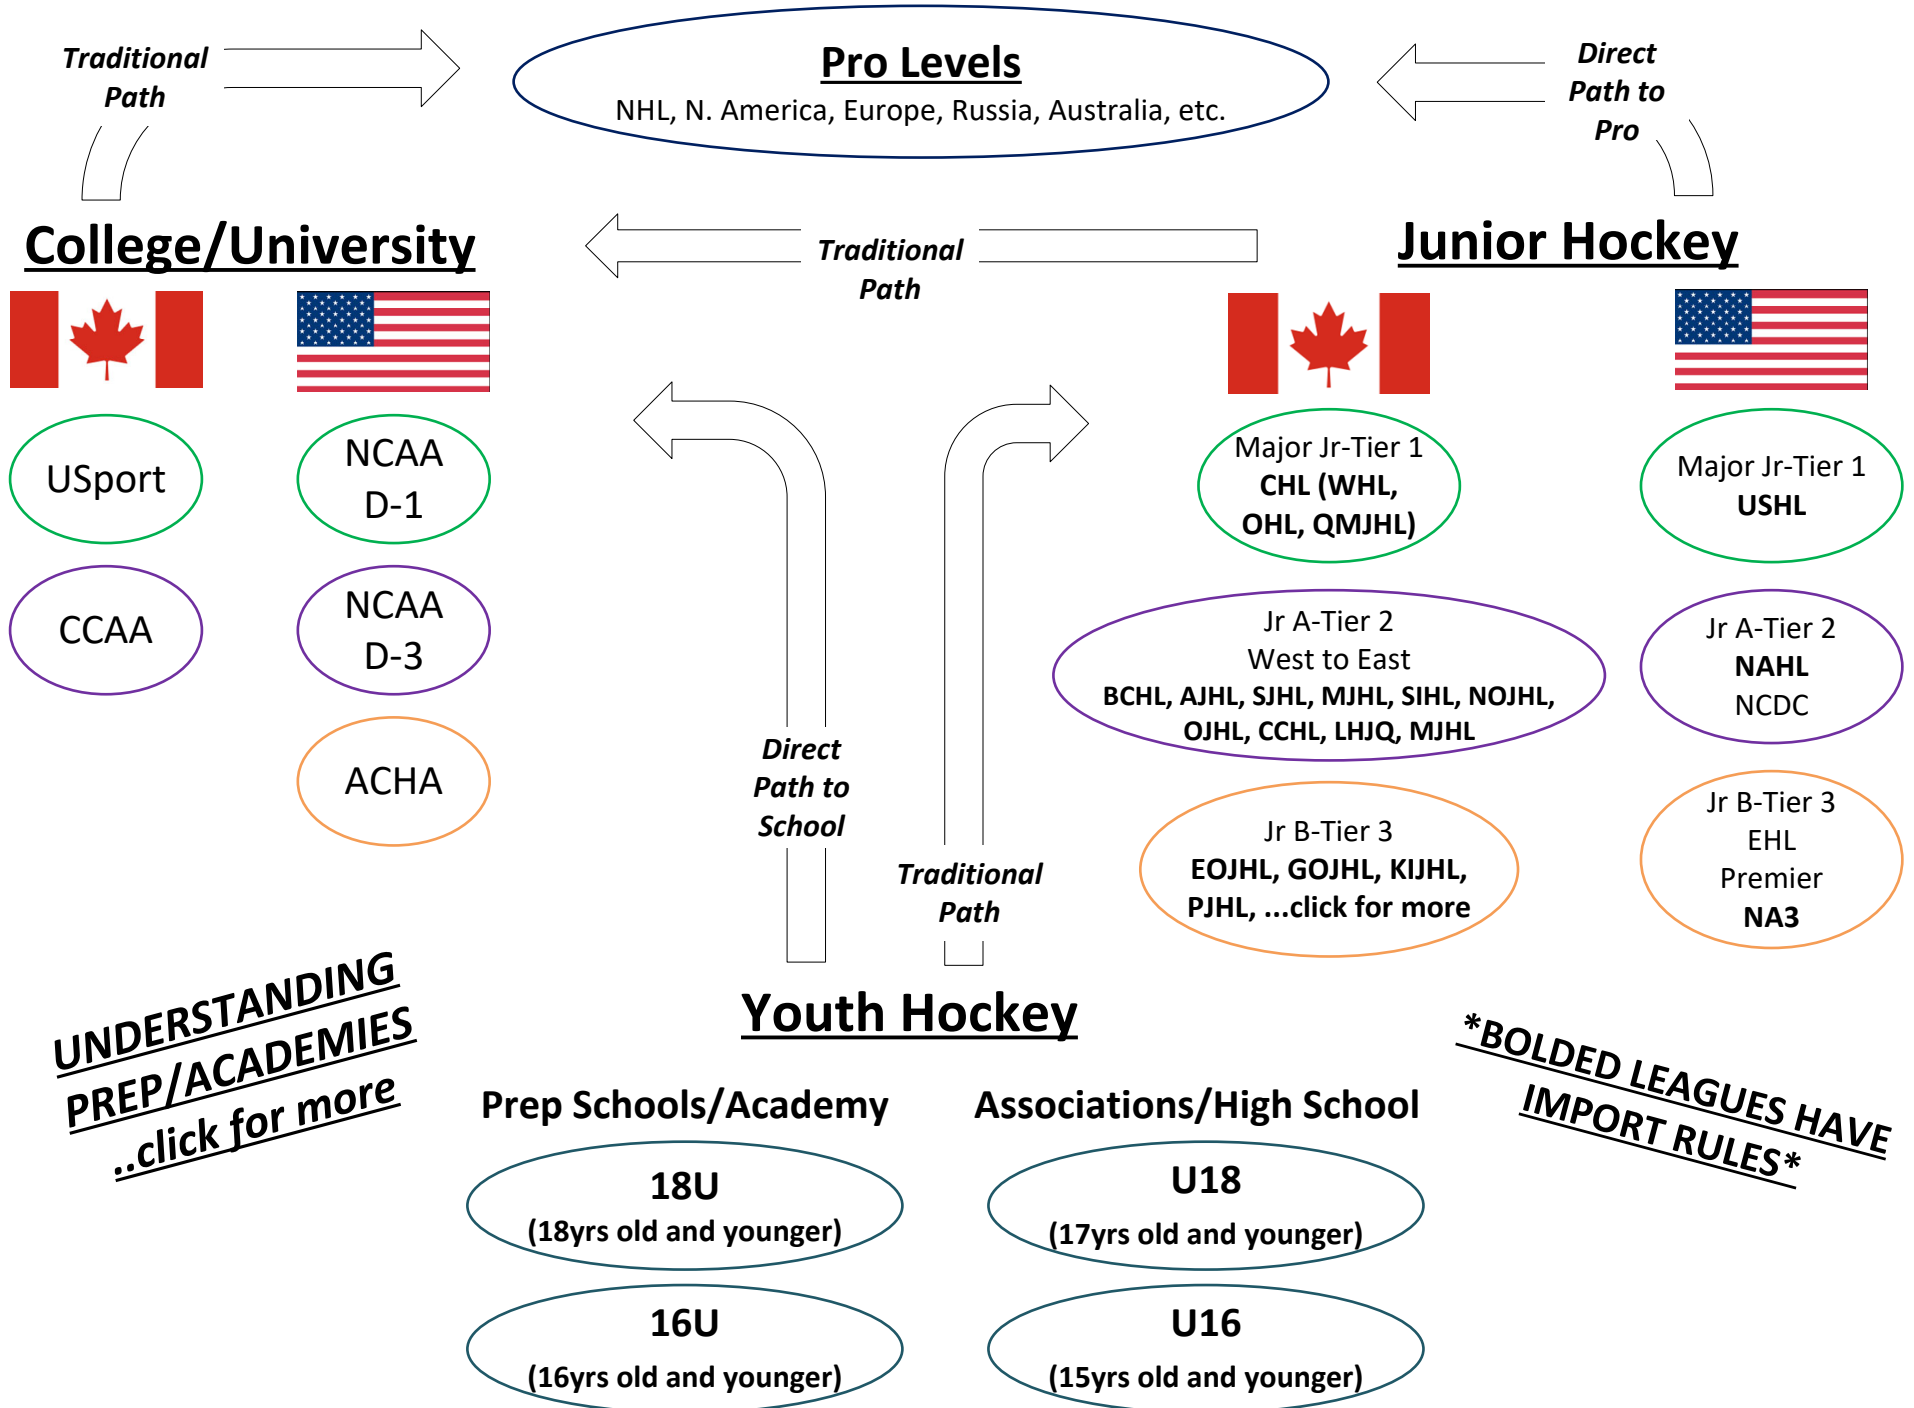 Traditional
Path
Pro Levels
NHL, N. America, Europe, Russia, Australia, etc.
Direct
Path to
Pro
College/University
Traditional
Path
Junior Hockey
USport
NCAA
D-1
CCAA
NCAA
D-3
ACHA
Major Jr-Tier 1
CHL (WHL,
OHL, QMJHL)
Major Jr-Tier 1
USHL
Jr A-Tier 2
West to East
BCHL, AJHL, SJHL, MJHL, SIHL, NOJHL,
OJHL, CCHL, LHJQ, MJHL
Jr A-Tier 2
NAHL
NCDC
Jr B-Tier 3
EOJHL, GOJHL, KIJHL,
PJHL, ...click for more
Jr B-Tier 3
EHL
Premier
NA3
Direct
Path to
School
Traditional
Path
UNDERSTANDING
PREP/ACADEMIES
..click for more
Youth Hockey
*BOLDED LEAGUES HAVE
IMPORT RULES*
Prep Schools/Academy
Associations/High School
18U
(18yrs old and younger)
U18
(17yrs old and younger)
16U
(16yrs old and younger)
U16
(15yrs old and younger)